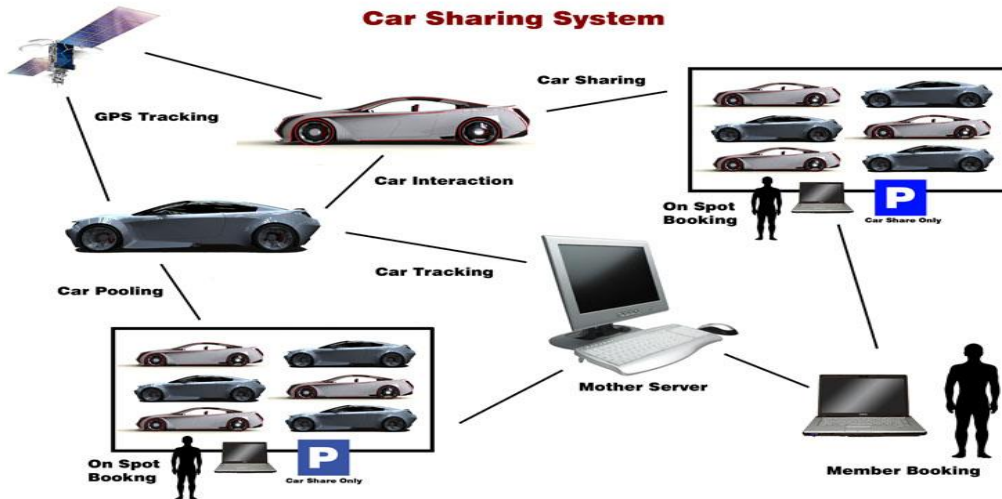 Car Sharing System
Car Sharing
GPS Tracking
Car Interaction
On Spot
Booking
P
Car Share Only
Car Tracking
Car Pooling
Mother Server
On Spot
Bookng
P
Car Share Only
Member Booking